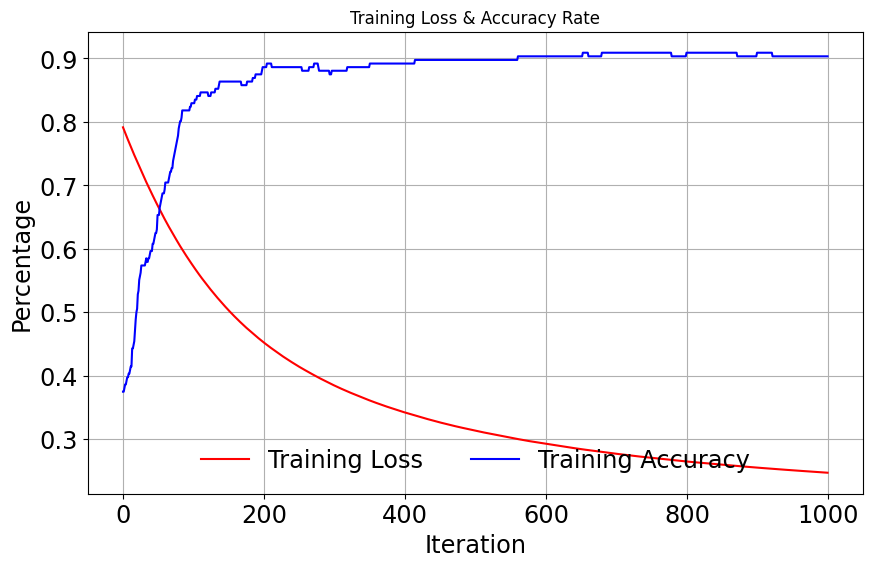 Training Loss & Accuracy Rate
Percentage
0.9
0.8
0.7
0.6
0.5
0.4
0.3
Training Loss Training Accuracy
0 200 400 600 800 1000
Iteration